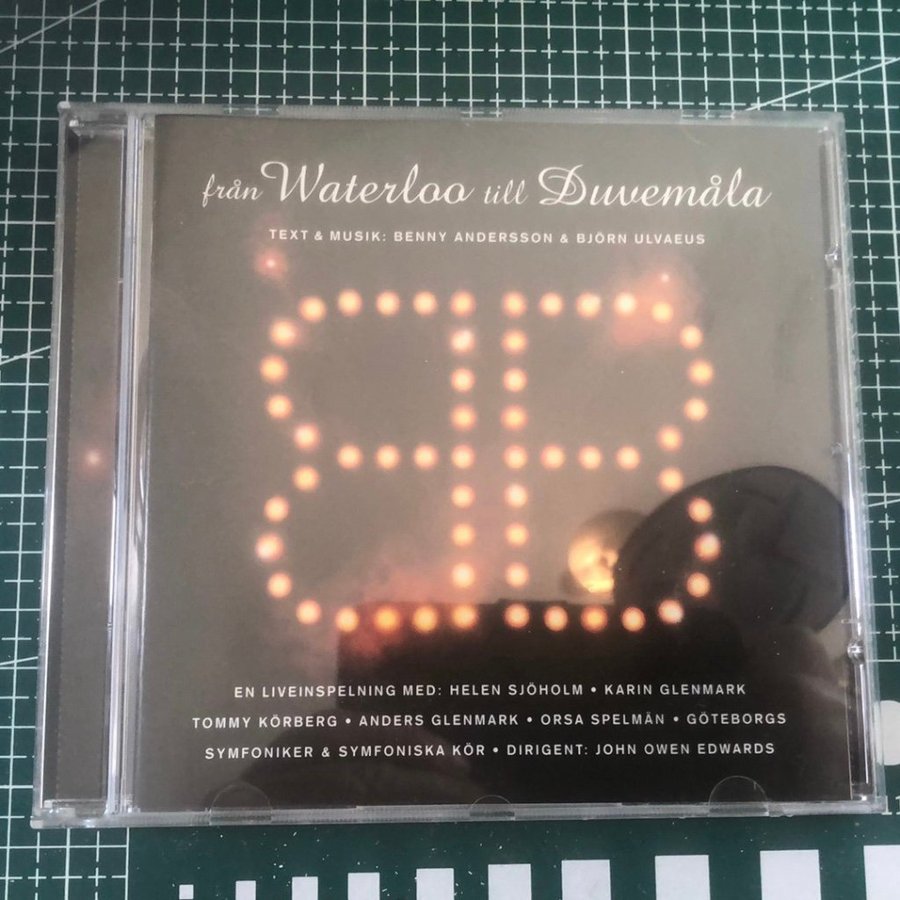 från Waterloo till Duvemåla
TEXT & MUSIK: BENNY ANDERSSON & BJÖRN ULVAEUS
BB
EN LIVEINSPELNING MED: HELEN SJÖHOLM • KARIN GLENMARK
TOMMY KÖRBERG • ANDERS GLENMARK • ORSA SPELMÄN • GÖTEBORGS
SYMFONIKER & SYMFONISKA KÖR • DIRIGENT: JOHN OWEN EDWARDS